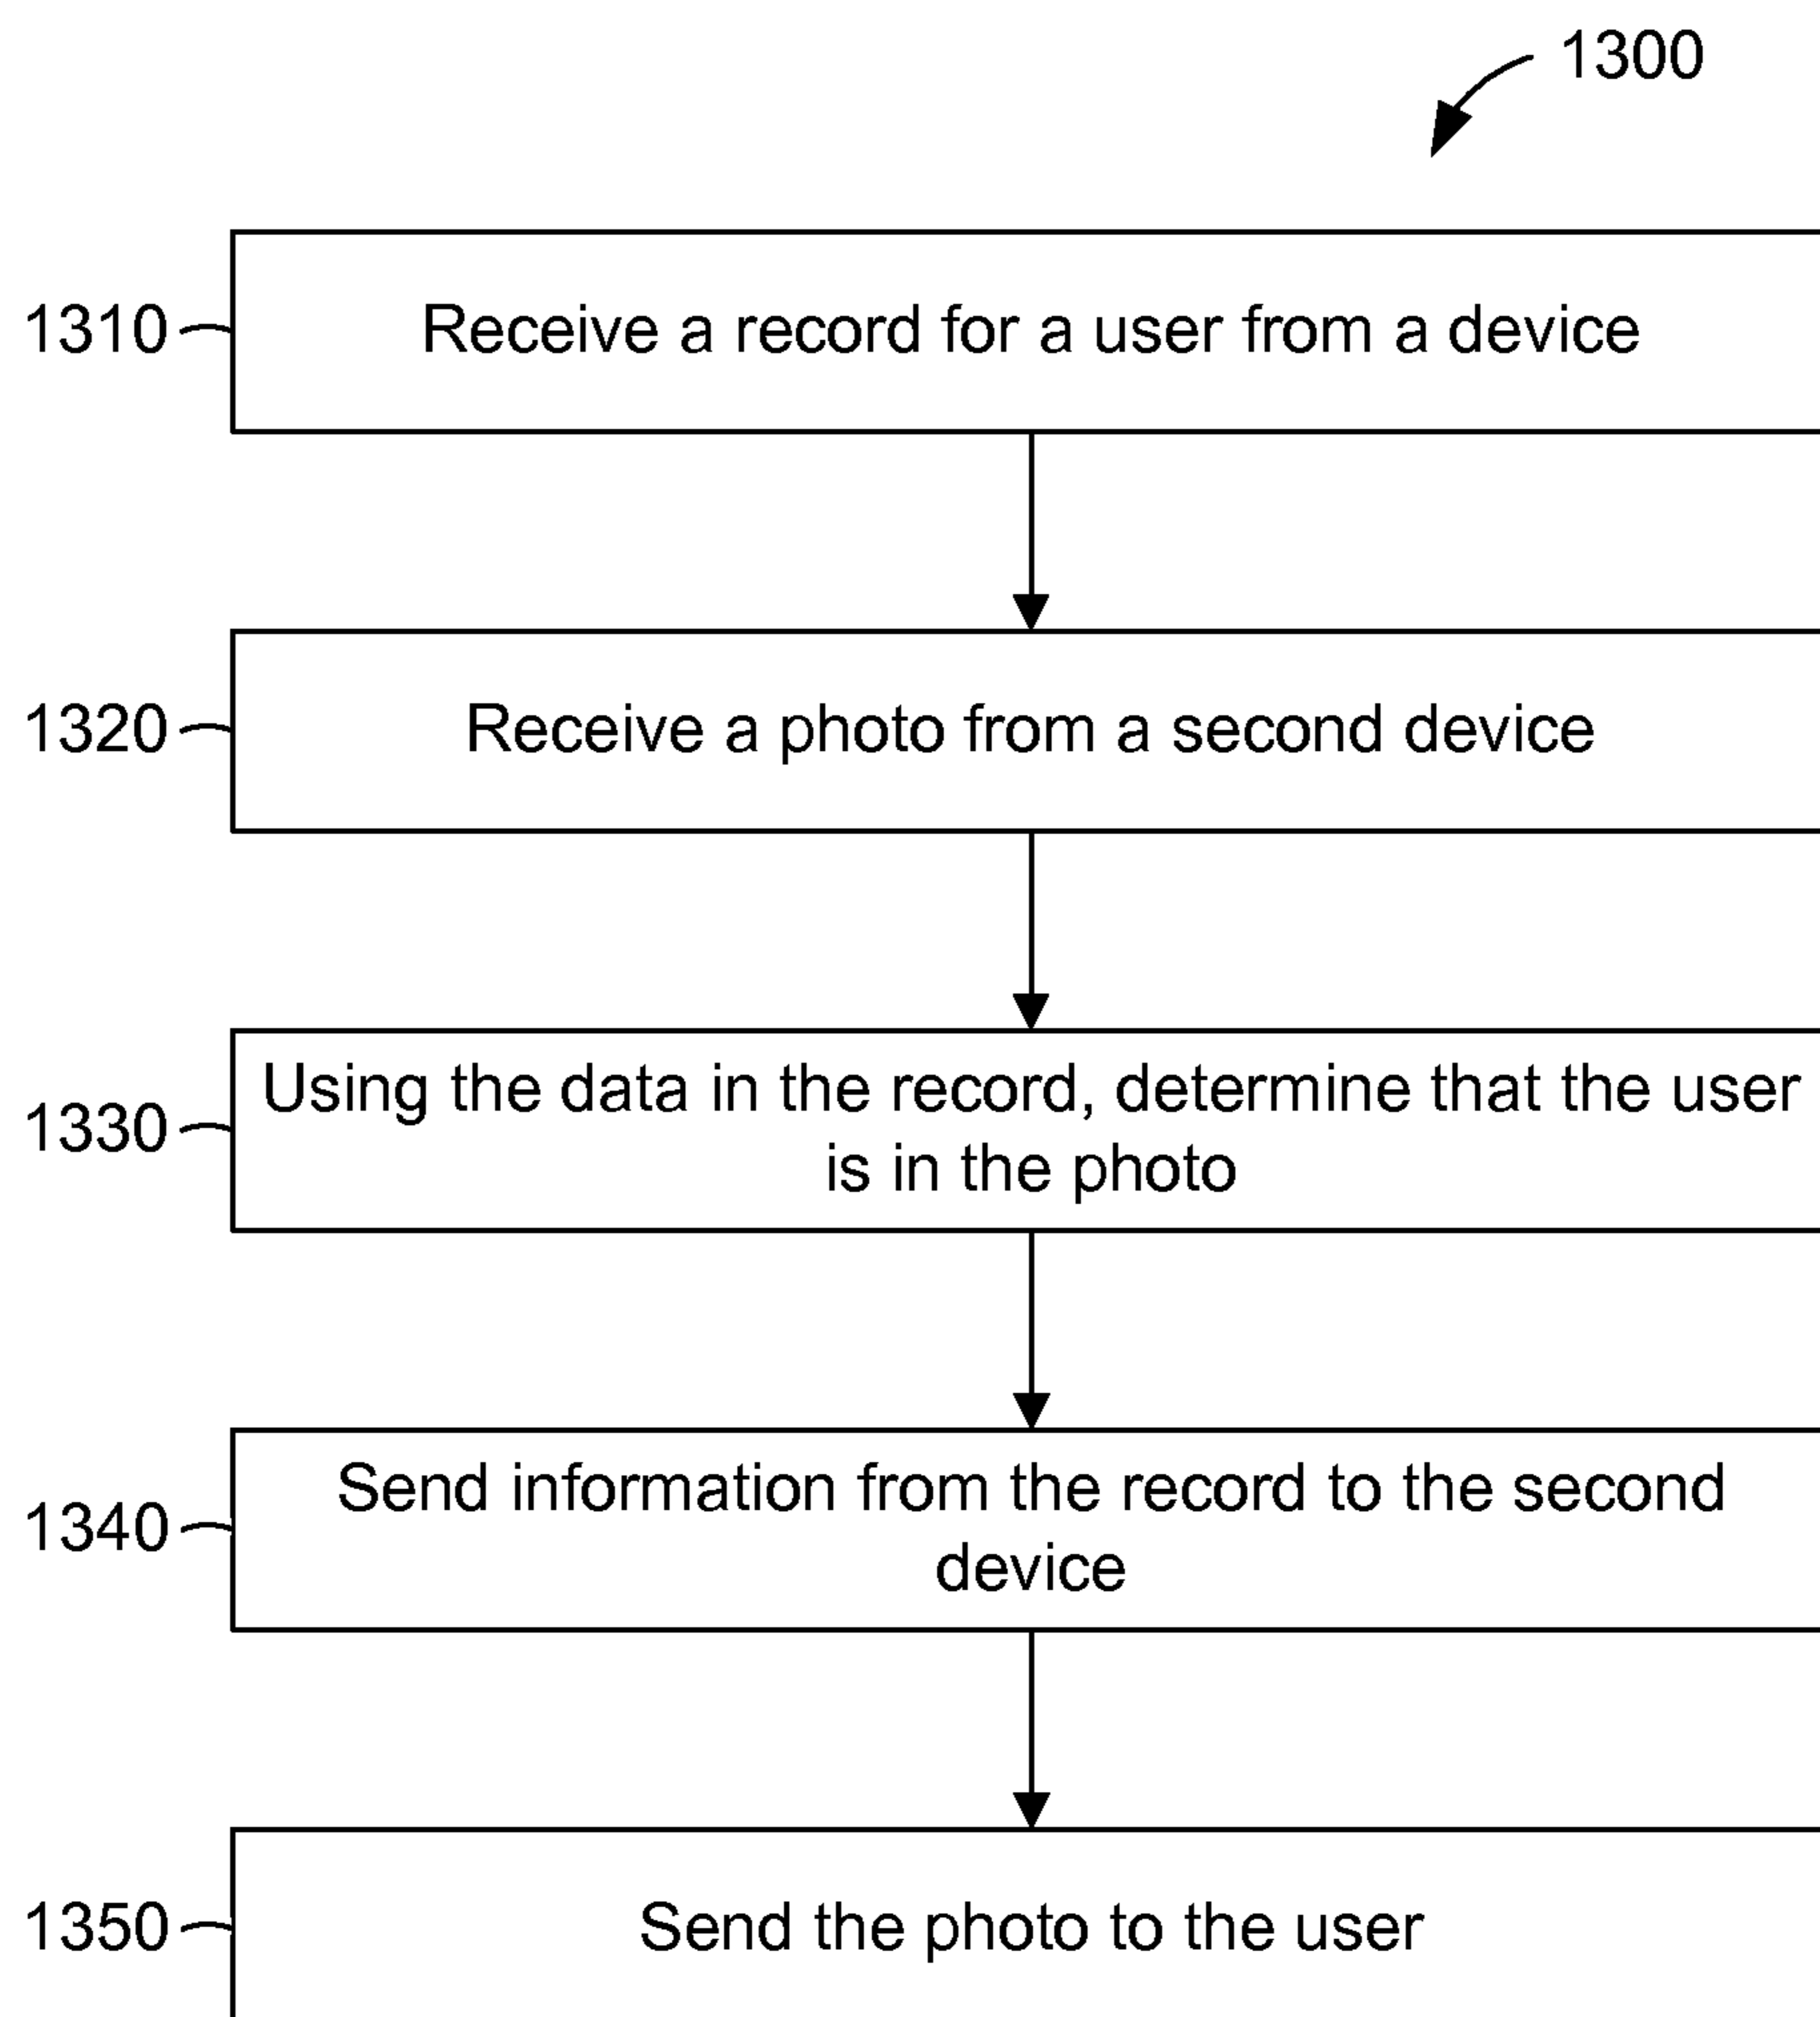 1300
1310
Receive a record for a user from a device
1320
Receive a photo from a second device
1330
Using the data in the record, determine that the user
is in the photo
1340
Send information from the record to the second
device
1350
Send the photo to the user